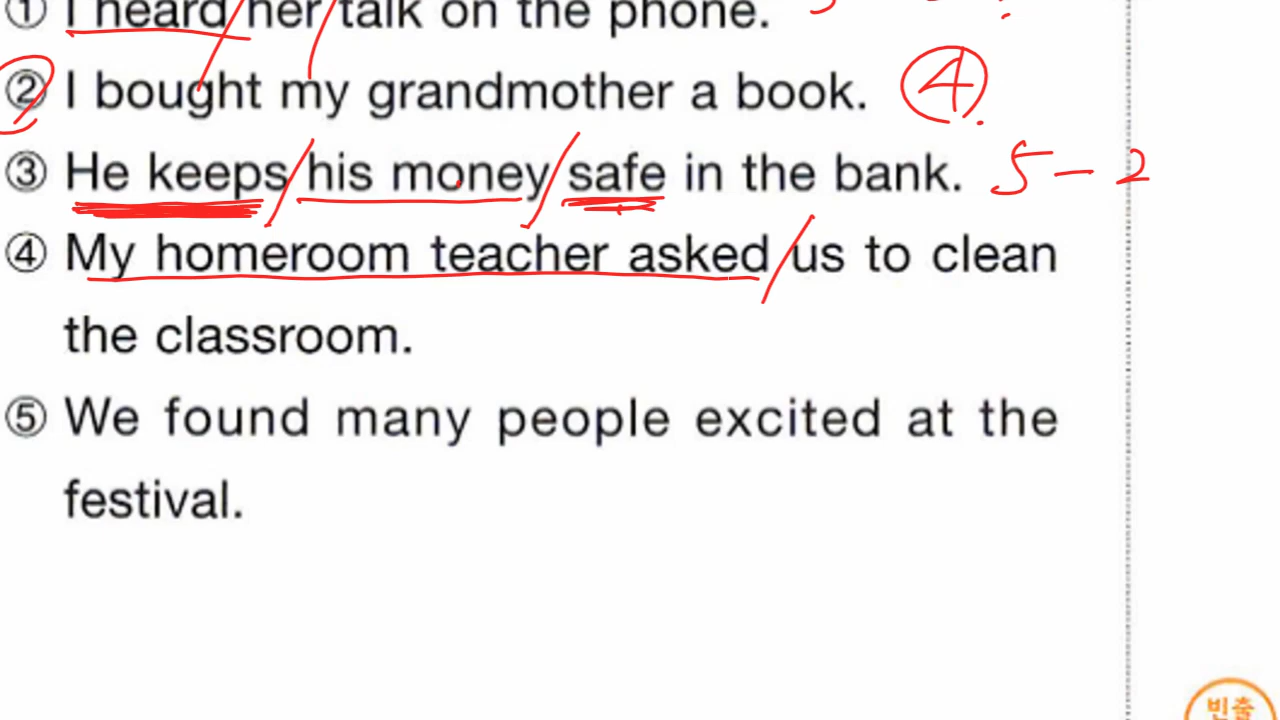 ① I heard her talk on the phone.
② I bought my grandmother a book. ④.
③ He keeps his money safe in the bank. 5-2
④ My homeroom teacher asked us to clean
the classroom.
⑤ We found many people excited at the
festival.
빈출